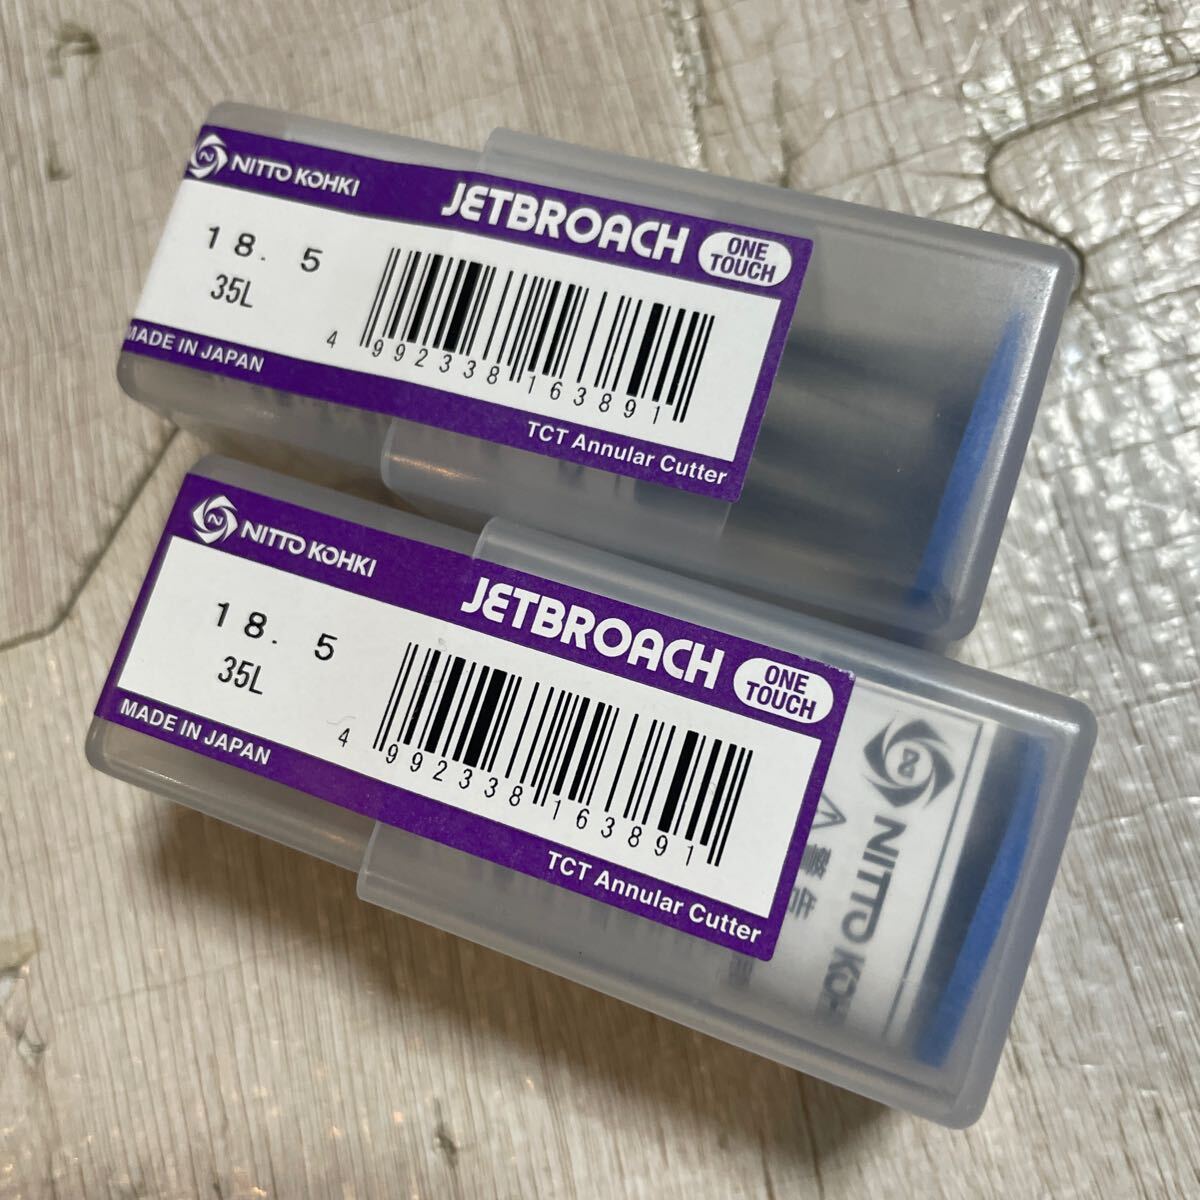 NITTO KOHKI
JETBROACH ONE TOUCH
18. 5
35L
4 992338 163891
MADE IN JAPAN
TCT Annular Cutter
NITTO KOHKI
JETBROACH ONE TOUCH
18. 5
35L
4 992338 163891
MADE IN JAPAN
TCT Annular Cutter
NITTO KOH